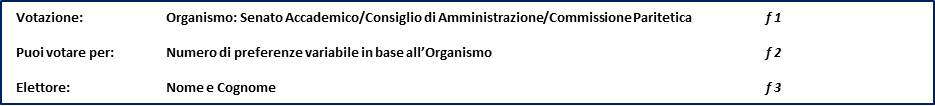 Votazione: Organismo: Senato Accademico/Consiglio di Amministrazione/Commissione Paritetica f 1
Puoi votare per: Numero di preferenze variabile in base all’Organismo f 2
Elettore: Nome e Cognome f 3